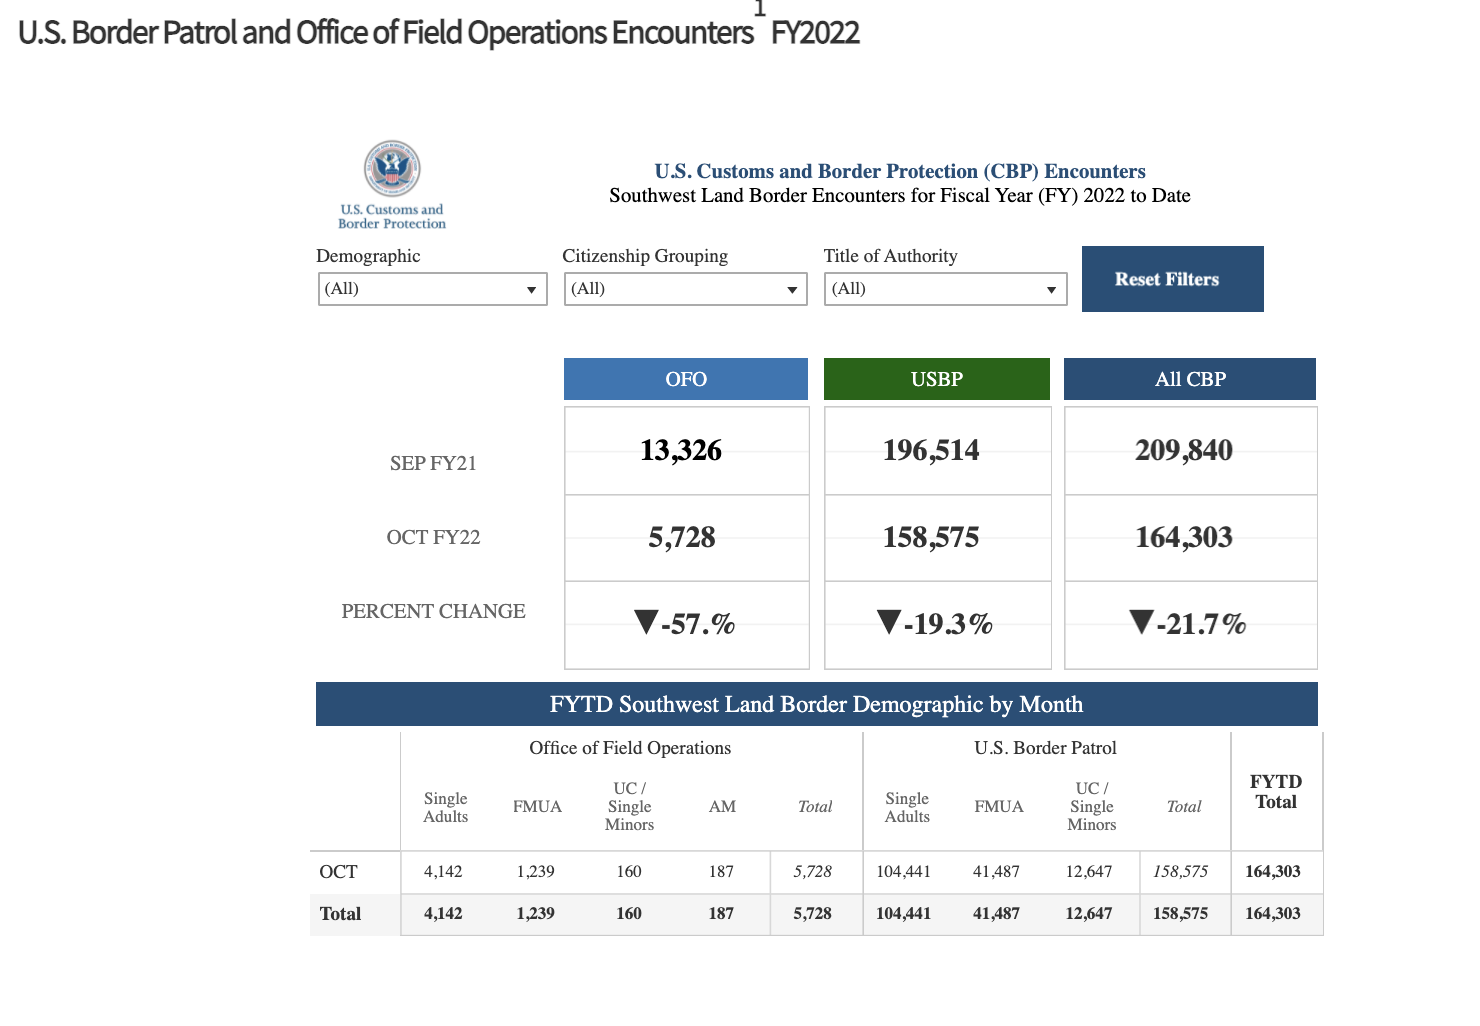 U.S. Border Patrol and Office of Field Operations Encounters1 FY2022
U.S. Customs and
Border Protection
U.S. Customs and Border Protection (CBP) Encounters
Southwest Land Border Encounters for Fiscal Year (FY) 2022 to Date
Demographic Citizenship Grouping Title of Authority
(All) (All) (All) Reset Filters
OFO USBP All CBP
SEP FY21 13,326 196,514 209,840
OCT FY22 5,728 158,575 164,303
PERCENT CHANGE ▼-57.% ▼-19.3% ▼-21.7%
FYTD Southwest Land Border Demographic by Month
Office of Field Operations U.S. Border Patrol
FYTD
Total
Single
Adults
FMUA
UC /
Single
Minors
AM
Total
Single
Adults
FMUA
UC /
Single
Minors
Total
OCT 4,142 1,239 160 187 5,728 104,441 41,487 12,647 158,575 164,303
Total 4,142 1,239 160 187 5,728 104,441 41,487 12,647 158,575 164,303